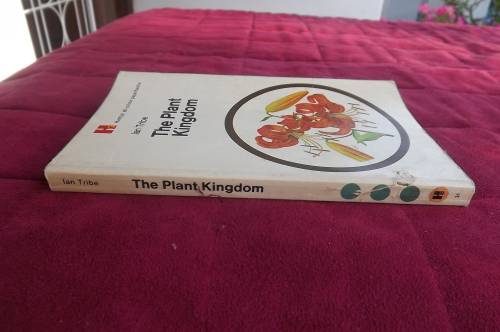 Ian Tribe
The Plant
Kingdom
Ian Tribe
The Plant Kingdom